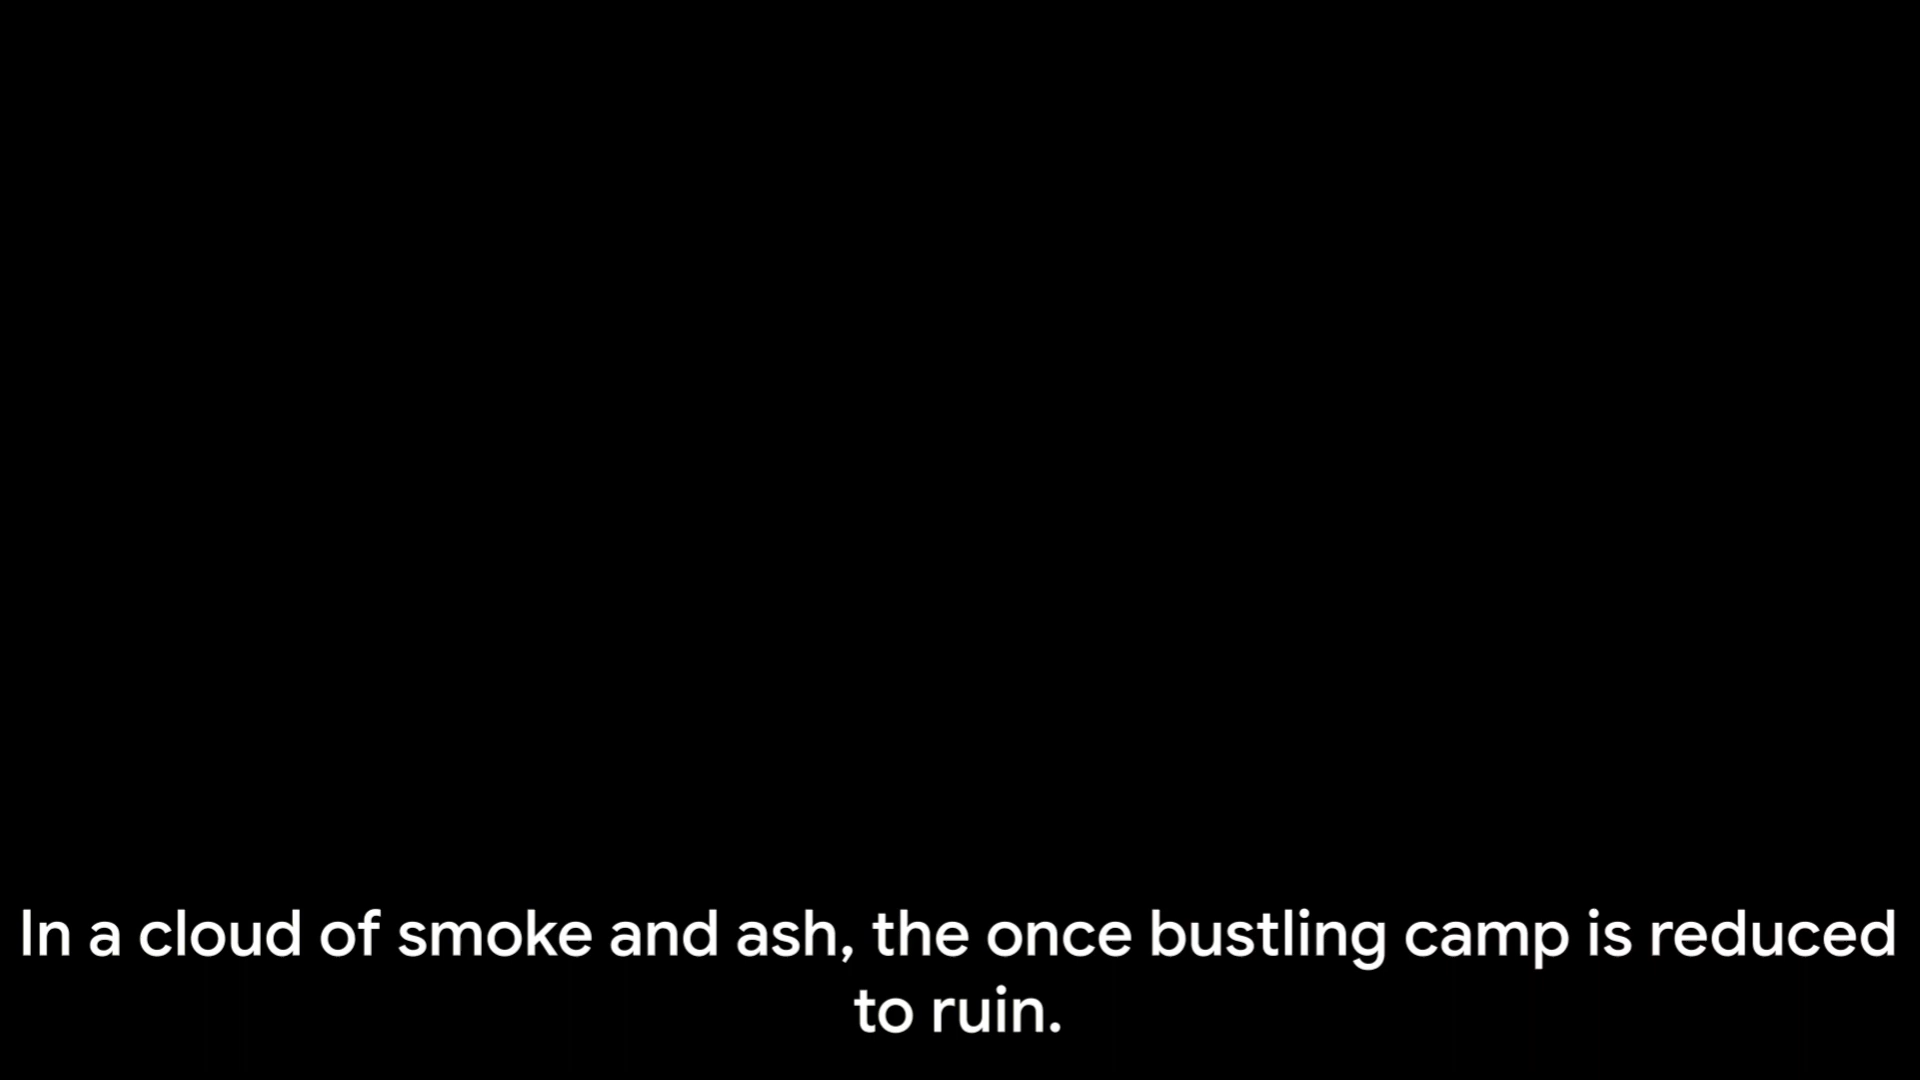 In a cloud of smoke and ash, the once bustling camp is reduced
to ruin.